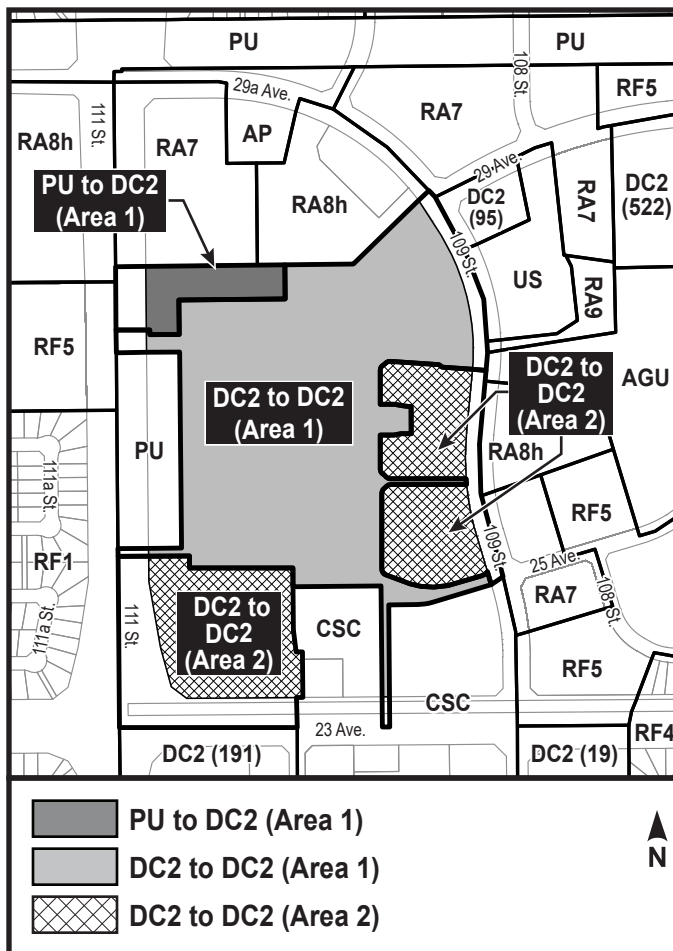 PU
PU
108 St.
29a Ave.
RF5
111 St.
RA8h
RA7
AP
RA7
29 Ave.
PU to DC2
(Area 1)
RA8h
DC2
(95)
RA7
DC2
(522)
109 St.
US
RA9
RF5
DC2 to DC2
(Area 1)
DC2 to
DC2
(Area 2)
AGU
PU
RA8h
111a St.
RF5
RF1
109 St.
25 Ave.
111a St.
111 St.
DC2 to
DC2
(Area 2)
CSC
RA7
108 St.
RF5
CSC
23 Ave.
RF4
DC2 (191)
DC2 (19)
PU to DC2 (Area 1)
DC2 to DC2 (Area 1)
DC2 to DC2 (Area 2)
N